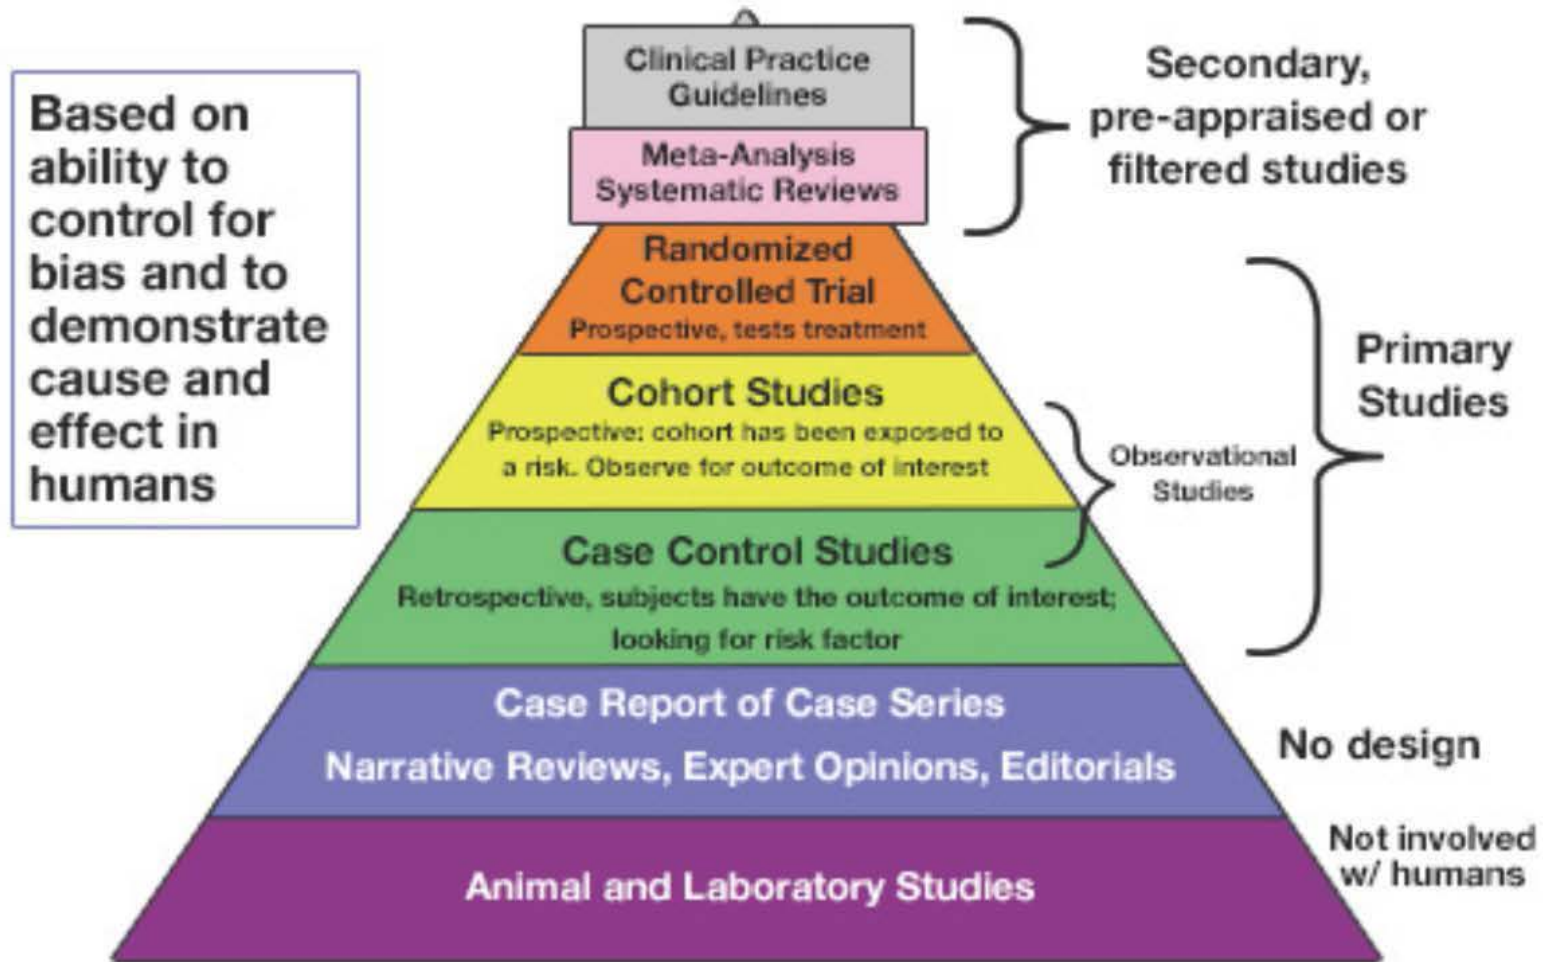 Based on
ability to
control for
bias and to
demonstrate
cause and
effect in
humans
Clinical Practice
Guidelines
Meta-Analysis
Systematic Reviews
Secondary,
pre-appraised or
filtered studies
Randomized
Controlled Trial
Prospective, tests treatment
Cohort Studies
Prospective: cohort has been exposed to
a risk. Observe for outcome of interest
Case Control Studies
Retrospective, subjects have the outcome of interest;
looking for risk factor
Observational
Studies
Primary
Studies
Case Report of Case Series
Narrative Reviews, Expert Opinions, Editorials
No design
Animal and Laboratory Studies
Not involved
w/ humans